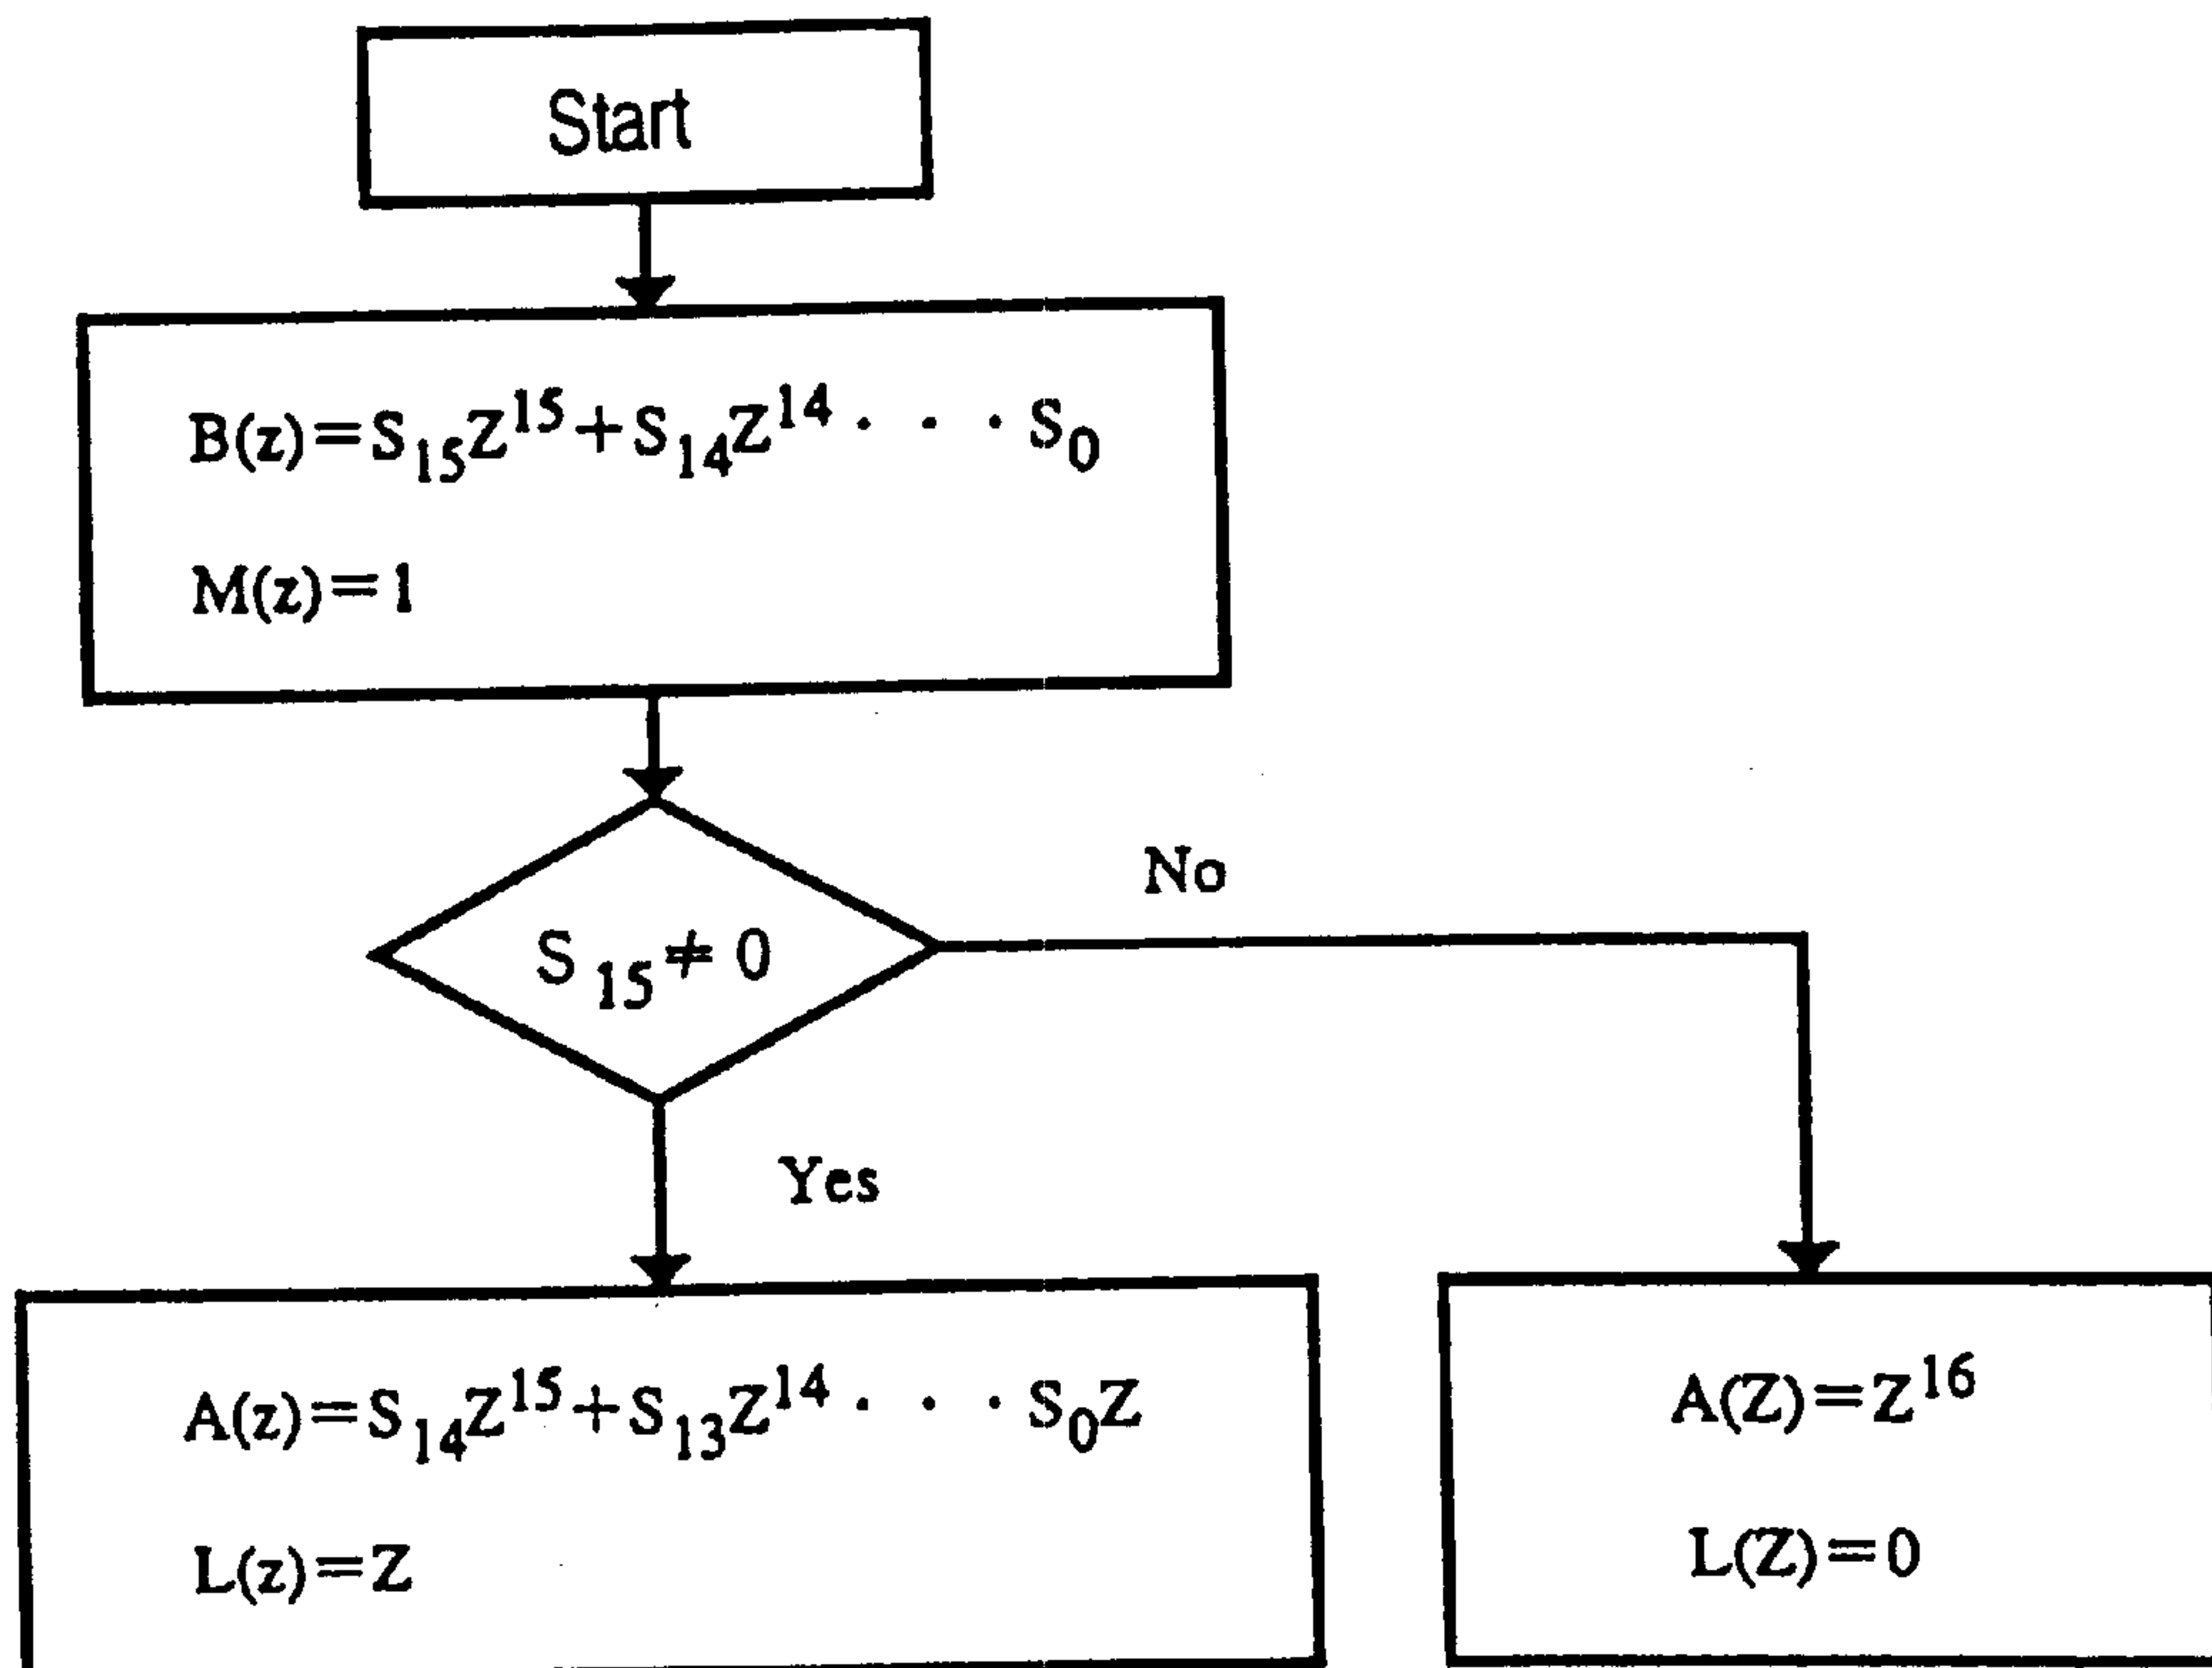 Start
B(z)=S₁₅Z¹⁵+S₁₄Z¹⁴· · · S₀
M(z)=1
S₁₅≠0
No
Yes
A(z)=S₁₄Z¹⁵+S₁₃Z¹⁴· · · S₀Z
L(z)=Z
A(Z)=Z¹⁶
L(Z)=0